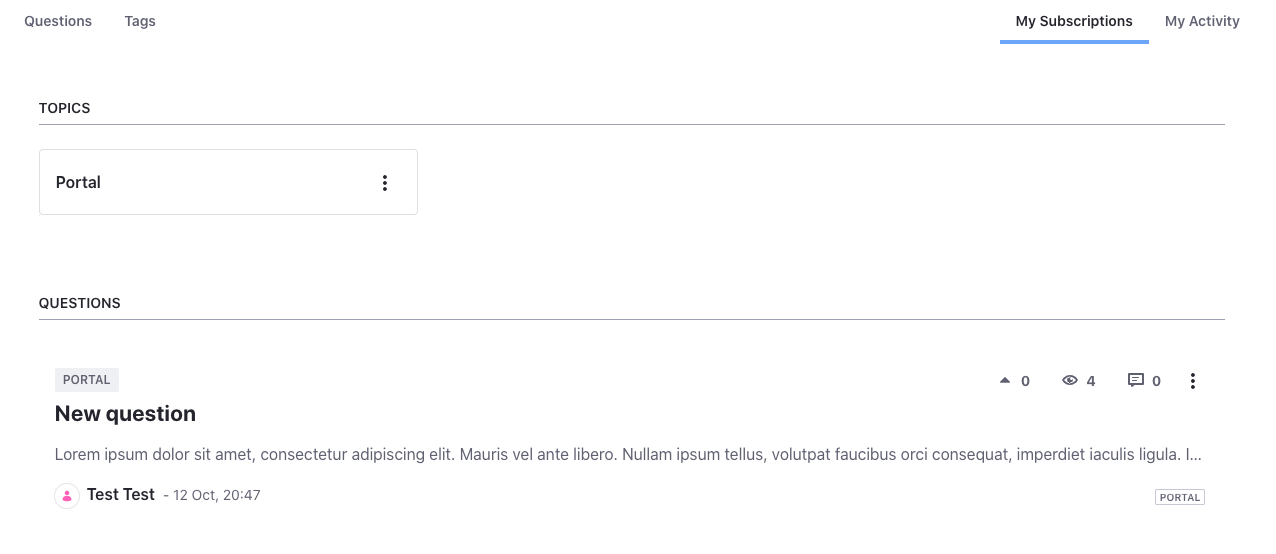 Questions Tags My Subscriptions My Activity
TOPICS
Portal
QUESTIONS
PORTAL 0 4 0
New question
Lorem ipsum dolor sit amet, consectetur adipiscing elit. Mauris vel ante libero. Nullam ipsum tellus, volutpat faucibus orci consequat, imperdiet iaculis ligula. I...
Test Test - 12 Oct, 20:47 PORTAL